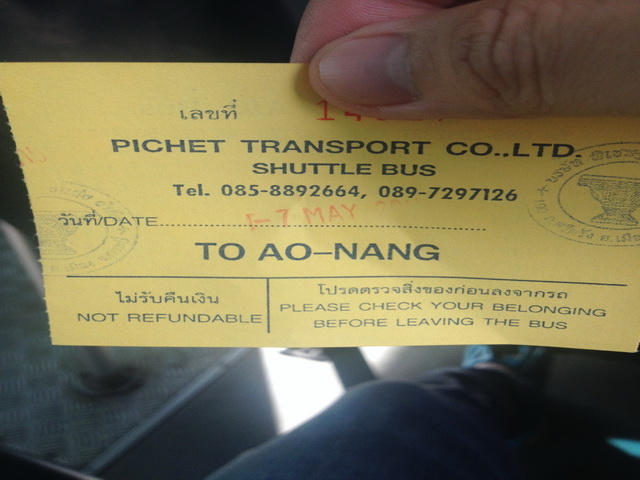 เลขที่
PICHET TRANSPORT CO.,LTD.
SHUTTLE BUS
Tel. 085-8892664, 089-7297126
วันที่/DATE
-7 MAY
TO AO-NANG
ไม่รับคืนเงิน
NOT REFUNDABLE
โปรดตรวจสิ่งของก่อนลงจากรถ
PLEASE CHECK YOUR BELONGING
BEFORE LEAVING THE BUS